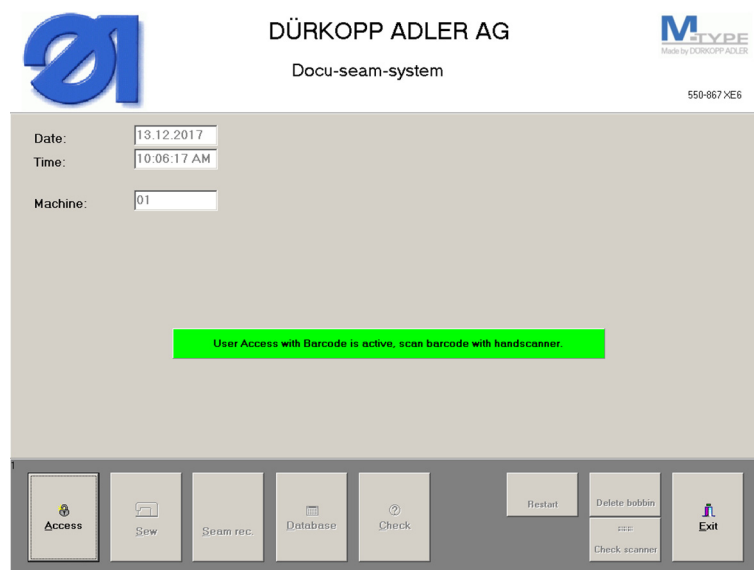 DÜRKOPP ADLER AG
M-TYPE
Made by DÜRKOPP ADLER
Docu-seam-system
550-867 XE6
Date: 13.12.2017
Time: 10:06:17 AM
Machine: 01
User Access with Barcode is active, scan barcode with handscanner.
1
Access
Sew
Seam rec.
Database
Check
Restart
Delete bobbin
Check scanner
Exit